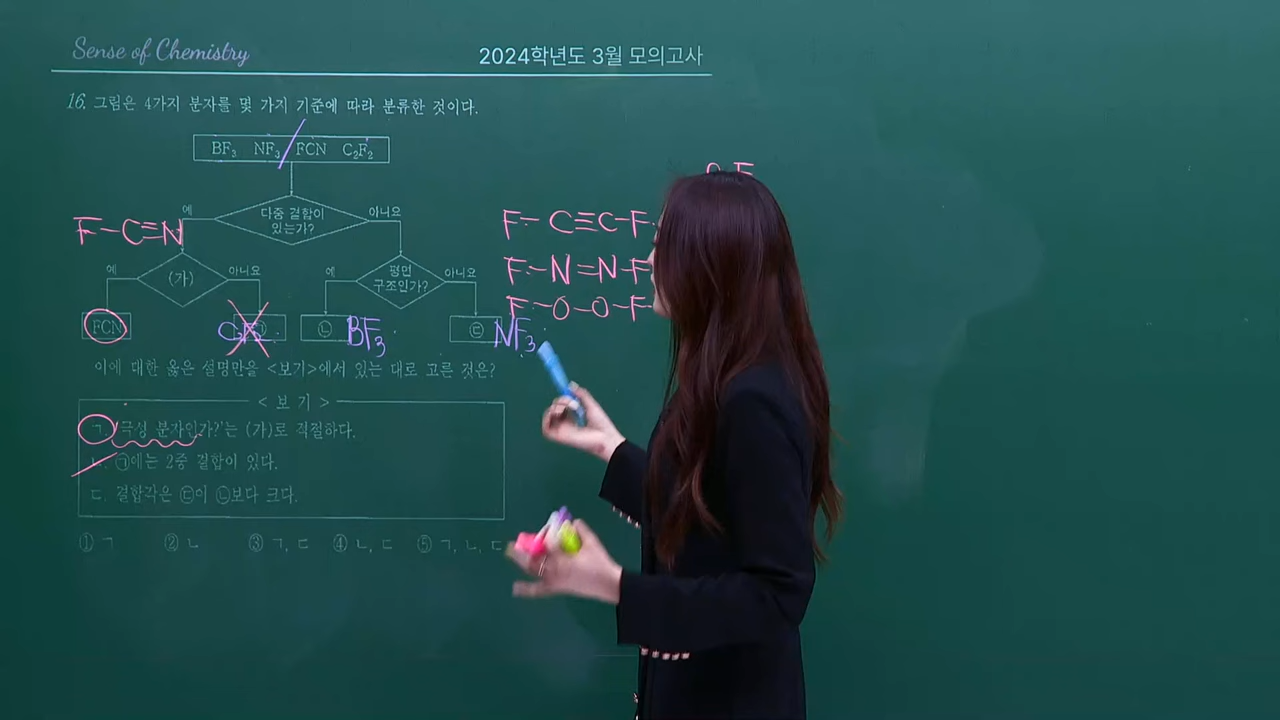 Sense of Chemistry
2024학년도 3월 모의고사
16. 그림은 4가지 분자를 몇 가지 기준에 따라 분류한 것이다.
BF₃ NF₃ FCN C₂F₂
다중 결합이
있는가?
예
아니요
F-C≡N
(가)
예
아니요
평면
구조인가?
예
아니요
FCN
C₂F₂
㉡
BF₃
㉢
NF₃
F-C≡C-F
F-N=N-F
F-O-O-F
이에 대한 옳은 설명만을 <보기>에서 있는 대로 고른 것은?
<보 기>
ㄱ. '극성 분자인가?'는 (가)로 적절하다.
ㄴ. ㉠에는 2중 결합이 있다.
ㄷ. 결합각은 ㉢이 ㉡보다 크다.
① ㄱ ② ㄴ ③ ㄱ, ㄷ ④ ㄴ, ㄷ ⑤ ㄱ, ㄴ, ㄷ